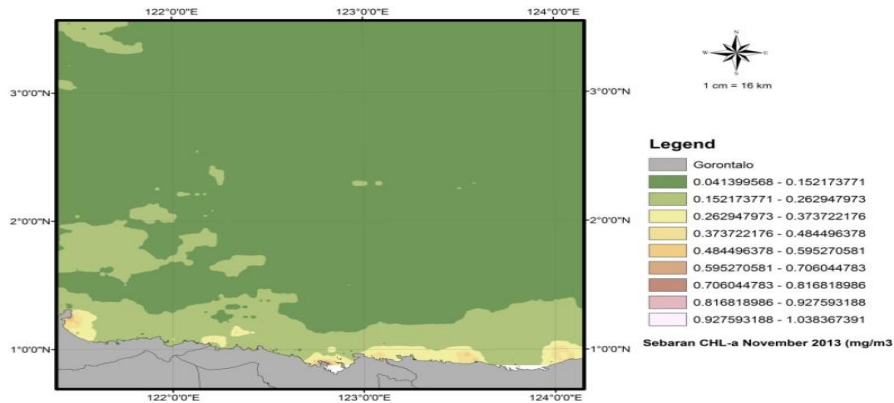 122°0'0"E 123°0'0"E 124°0'0"E
3°0'0"N 3°0'0"N
2°0'0"N 2°0'0"N
1°0'0"N 1°0'0"N
122°0'0"E 123°0'0"E 124°0'0"E
N
W E
S
1 cm = 16 km
Legend
Gorontalo
0.041399568 - 0.152173771
0.152173771 - 0.262947973
0.262947973 - 0.373722176
0.373722176 - 0.484496378
0.484496378 - 0.595270581
0.595270581 - 0.706044783
0.706044783 - 0.816818986
0.816818986 - 0.927593188
0.927593188 - 1.038367391
Sebaran CHL-a November 2013 (mg/m3